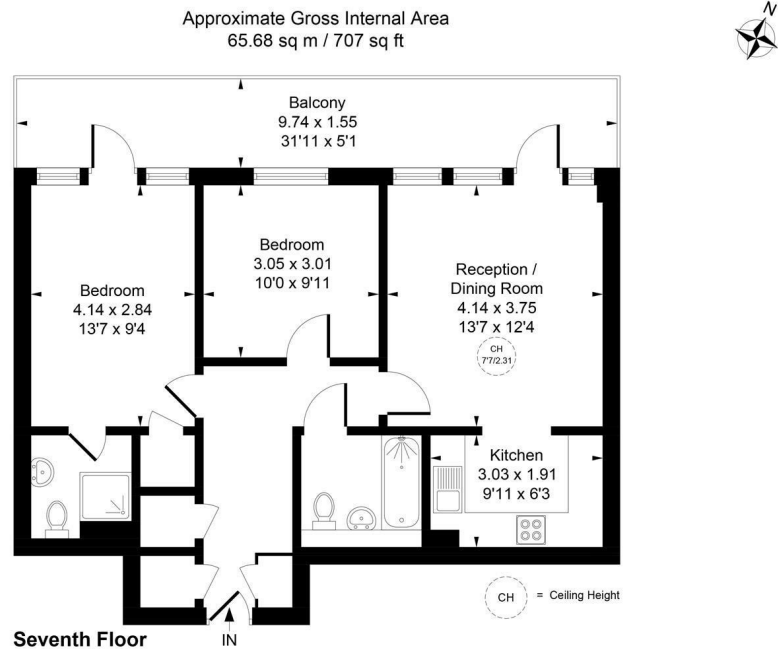 Approximate Gross Internal Area
65.68 sq m / 707 sq ft
N
Balcony
9.74 x 1.55
31'11 x 5'1
Bedroom
4.14 x 2.84
13'7 x 9'4
Bedroom
3.05 x 3.01
10'0 x 9'11
Reception /
Dining Room
4.14 x 3.75
13'7 x 12'4
CH
7'7/2.31
Kitchen
3.03 x 1.91
9'11 x 6'3
CH = Ceiling Height
Seventh Floor
IN